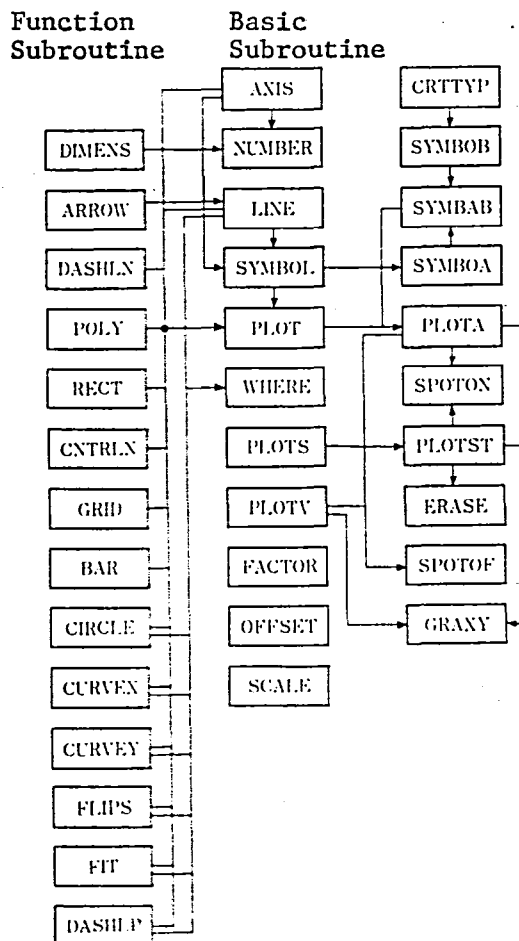 Function
Subroutine
Basic
Subroutine
AXIS
CRTTYP
DIMENS
NUMBER
SYMBOB
ARROW
LINE
SYMBAB
DASHLN
SYMBOL
SYMBOA
POLY
PLOT
PLOTA
RECT
WHERE
SPOTON
CNTRLN
PLOTS
PLOTST
GRID
PLOTV
ERASE
BAR
FACTOR
SPOTOF
CIRCLE
OFFSET
GRAXY
CURVEX
SCALE
CURVEY
FLIPS
FIT
DASHLP